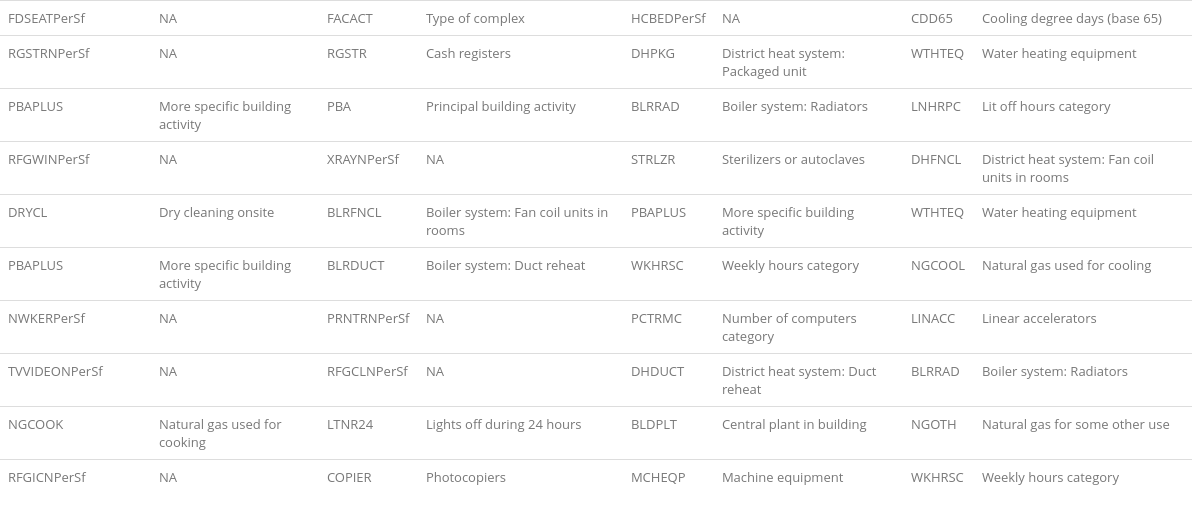 FDSEATPerSf NA FACACT Type of complex HCBEDPerSf NA CDD65 Cooling degree days (base 65)
RGSTRNPerSf NA RGSTR Cash registers DHPKG District heat system: WTHTEQ Water heating equipment
Packaged unit
PBAPLUS More specific building PBA Principal building activity BLRRAD Boiler system: Radiators LNHRPC Lit off hours category
activity
RFGWINPerSf NA XRAYNPerSf NA STRLZR Sterilizers or autoclaves DHFNCL District heat system: Fan coil
units in rooms
DRYCL Dry cleaning onsite BLRFNCL Boiler system: Fan coil units in PBAPLUS More specific building WTHTEQ Water heating equipment
rooms activity
PBAPLUS More specific building BLRDUCT Boiler system: Duct reheat WKHRSC Weekly hours category NGCOOL Natural gas used for cooling
activity
NWKERPerSf NA PRNTRNPerSf NA PCTRMC Number of computers LINACC Linear accelerators
category
TVVIDEONPerSf NA RFGCLNPerSf NA DHDUCT District heat system: Duct BLRRAD Boiler system: Radiators
reheat
NGCOOK Natural gas used for LTNR24 Lights off during 24 hours BLDPLT Central plant in building NGOTH Natural gas for some other use
cooking
RFGICNPerSf NA COPIER Photocopiers MCHEQP Machine equipment WKHRSC Weekly hours category